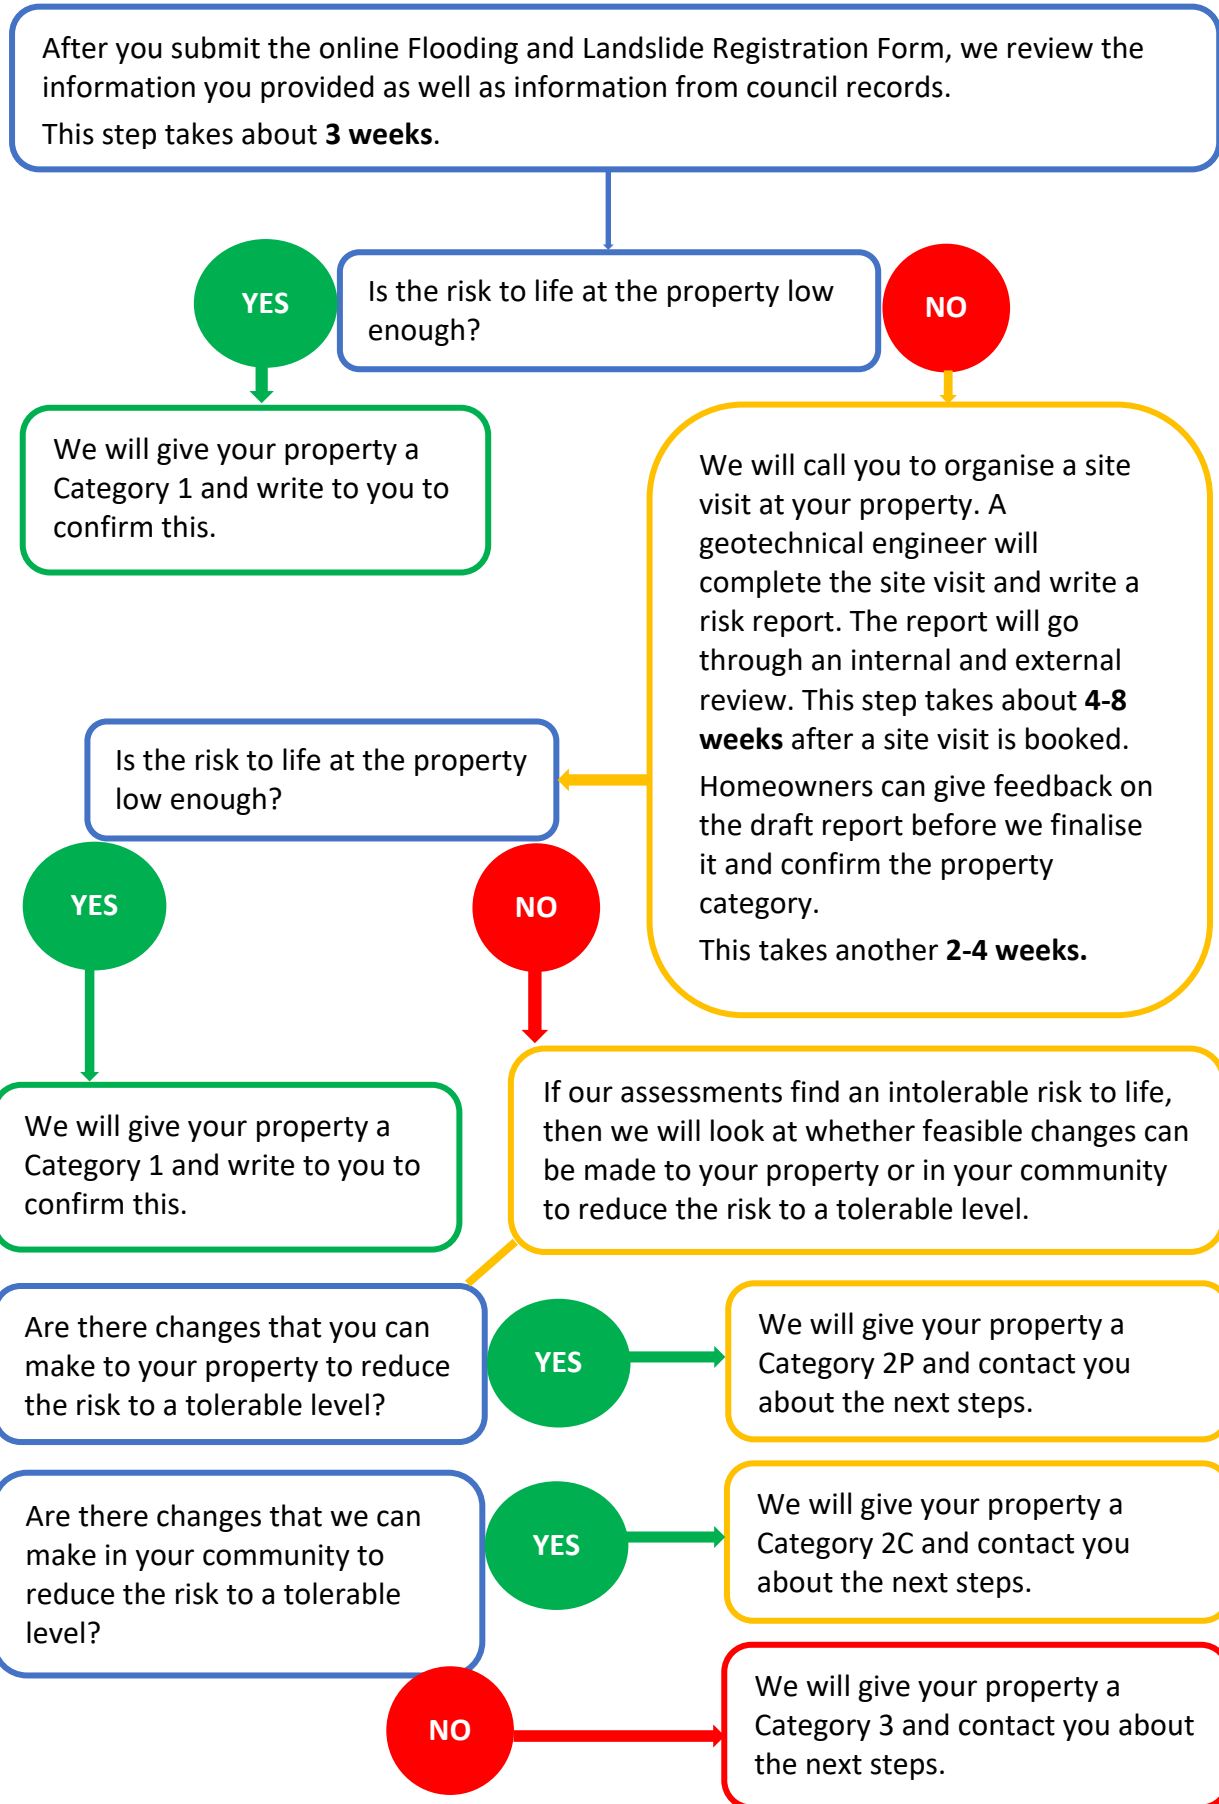 After you submit the online Flooding and Landslide Registration Form, we review the
information you provided as well as information from council records.
This step takes about 3 weeks.
YES
Is the risk to life at the property low
enough?
NO
We will give your property a
Category 1 and write to you to
confirm this.
We will call you to organise a site
visit at your property. A
geotechnical engineer will
complete the site visit and write a
risk report. The report will go
through an internal and external
review. This step takes about 4-8
weeks after a site visit is booked.
Homeowners can give feedback on
the draft report before we finalise
it and confirm the property
category.
This takes another 2-4 weeks.
Is the risk to life at the property
low enough?
YES
NO
We will give your property a
Category 1 and write to you to
confirm this.
If our assessments find an intolerable risk to life,
then we will look at whether feasible changes can
be made to your property or in your community
to reduce the risk to a tolerable level.
Are there changes that you can
make to your property to reduce
the risk to a tolerable level?
YES
We will give your property a
Category 2P and contact you
about the next steps.
Are there changes that we can
make in your community to
reduce the risk to a tolerable
level?
YES
We will give your property a
Category 2C and contact you
about the next steps.
NO
We will give your property a
Category 3 and contact you about
the next steps.